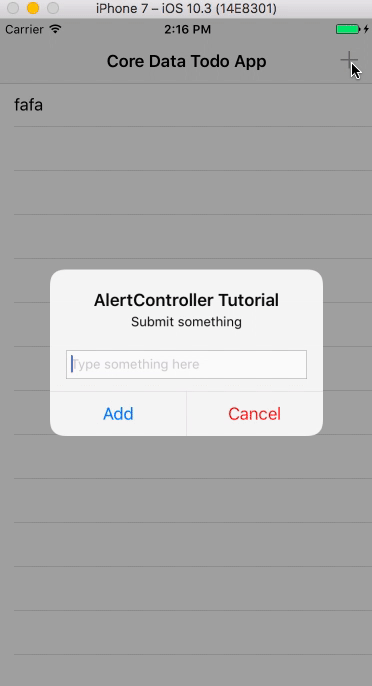 iPhone 7 – iOS 10.3 (14E8301)
Carrier 2:16 PM
Core Data Todo App
fafa
AlertController Tutorial
Submit something
Type something here
Add Cancel